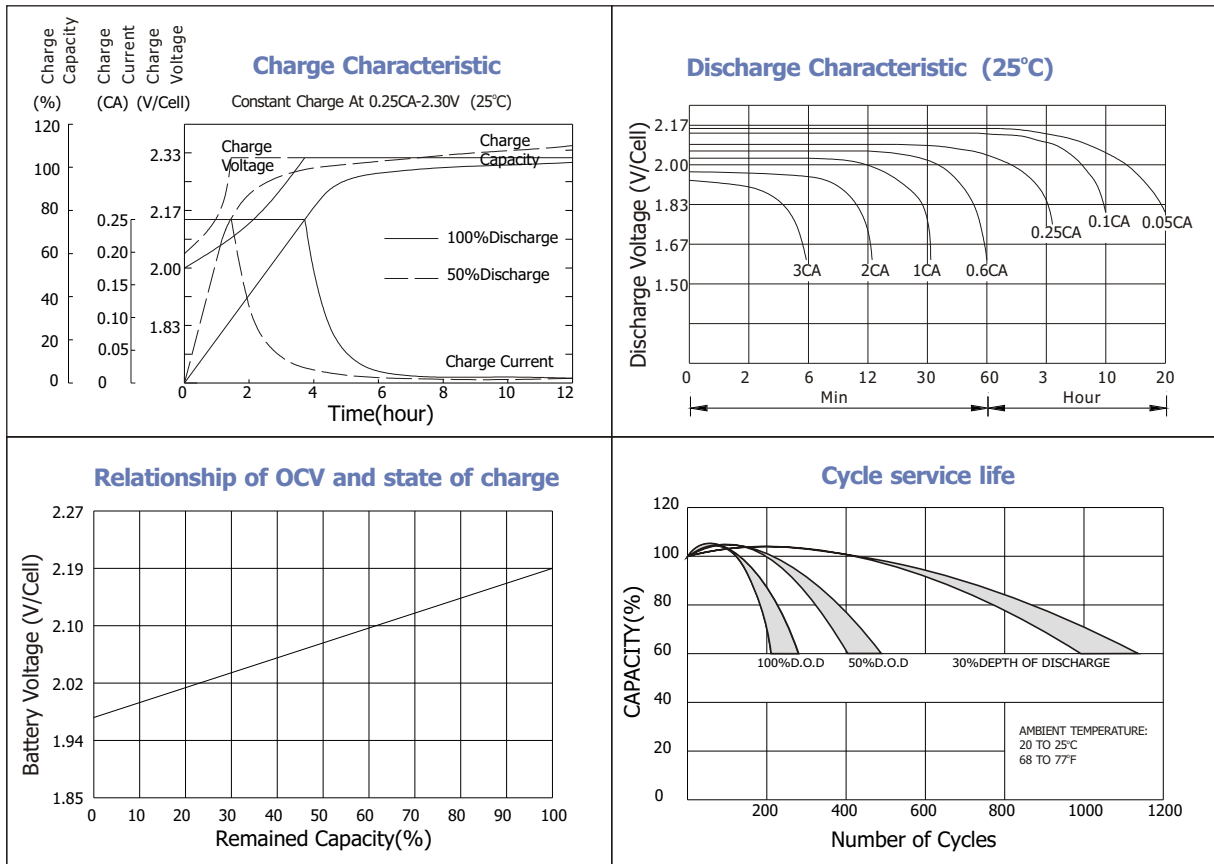 Charge Capacity
Charge Current
Charge Voltage
Charge Characteristic
(%) (CA) (V/Cell)
Constant Charge At 0.25CA-2.30V (25°C)
120
100
80
60
40
20
0
0.25
0.20
0.15
0.10
0.05
0
2.33
2.17
2.00
1.83
Charge Voltage
Charge Capacity
100%Discharge
50%Discharge
Charge Current
0 2 4 6 8 10 12
Time(hour)
Discharge Characteristic (25°C)
Discharge Voltage (V/Cell)
2.17
2.00
1.83
1.67
1.50
3CA 2CA 1CA 0.6CA 0.25CA 0.1CA 0.05CA
0 2 6 12 30 60 3 10 20
Min Hour
Relationship of OCV and state of charge
Battery Voltage (V/Cell)
2.27
2.19
2.10
2.02
1.94
1.85
0 10 20 30 40 50 60 70 80 90 100
Remained Capacity(%)
Cycle service life
CAPACITY(%)
120
100
80
60
40
20
0
100%D.O.D 50%D.O.D 30%DEPTH OF DISCHARGE
AMBIENT TEMPERATURE:
20 TO 25°C
68 TO 77°F
200 400 600 800 1000 1200
Number of Cycles